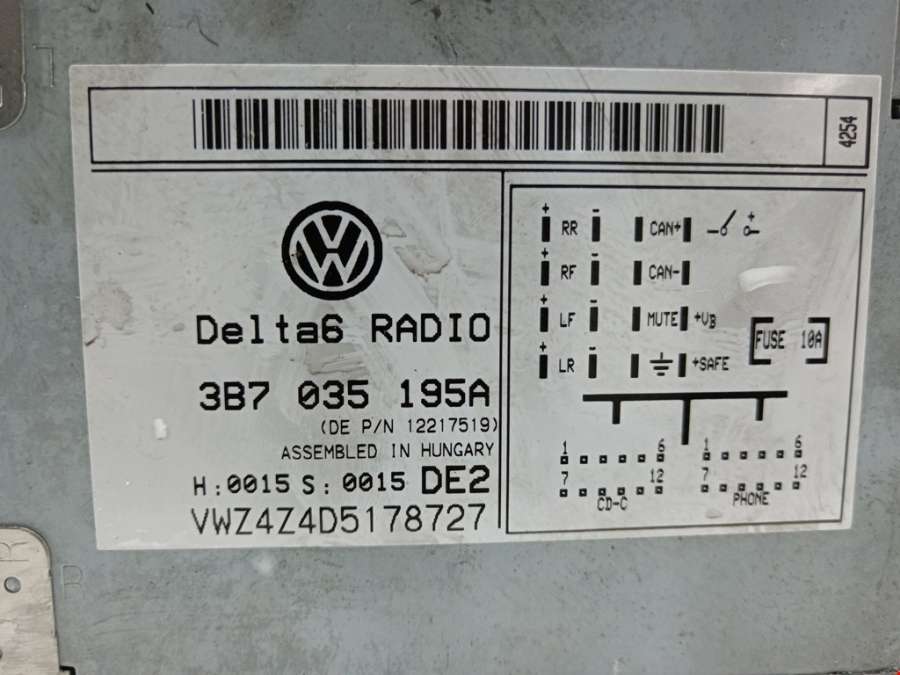 4254
Delta6 RADIO
3B7 035 195A
(DE P/N 12217519)
ASSEMBLED IN HUNGARY
H:0015 S:0015 DE2
VWZ4Z4D5178727
+ RR - CAN+ +
+ RF - CAN-
+ LF - MUTE +VB
+ LR - +SAFE
FUSE 10A
1 6 1 6
7 12 7 12
CD-C PHONE